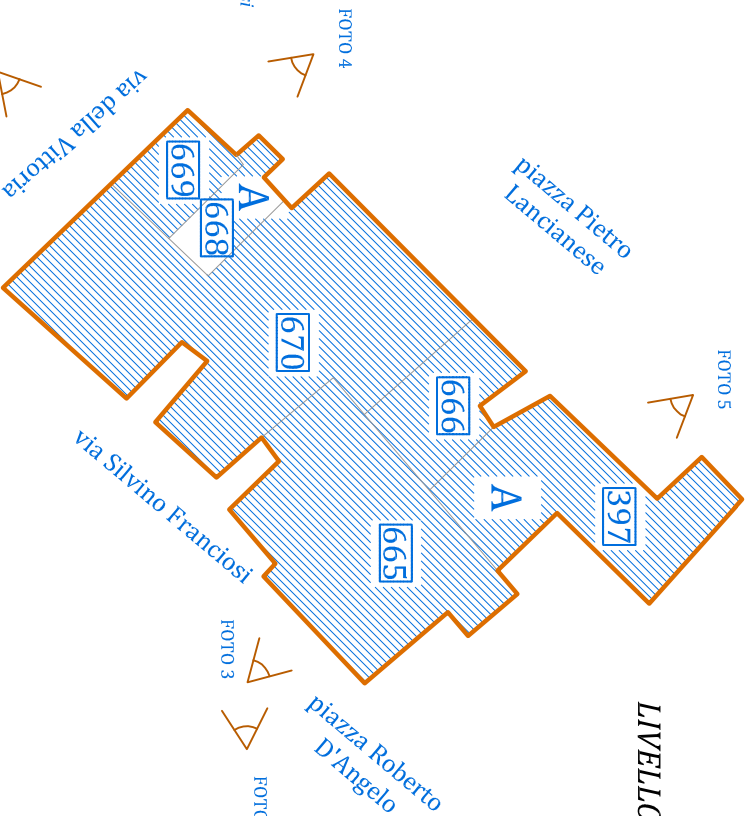 FOTO 4
via della Vittoria
669
A
668
piazza Pietro
Lancianese
670
666
FOTO 5
A
397
665
via Silvino Franciosi
FOTO 3
piazza Roberto
D'Angelo